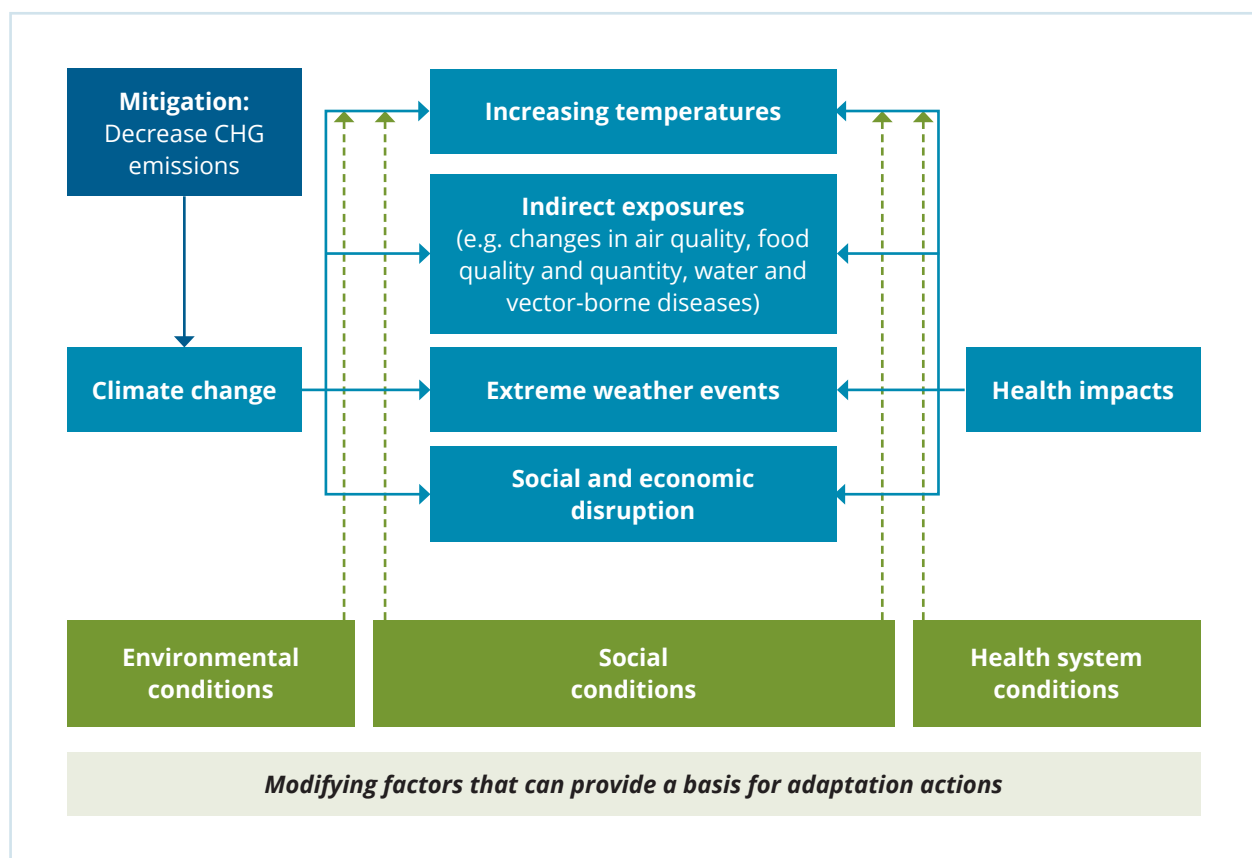 Mitigation:
Decrease CHG
emissions
Increasing temperatures
Indirect exposures
(e.g. changes in air quality, food
quality and quantity, water and
vector-borne diseases)
Climate change
Extreme weather events
Health impacts
Social and economic
disruption
Environmental
conditions
Social
conditions
Health system
conditions
Modifying factors that can provide a basis for adaptation actions